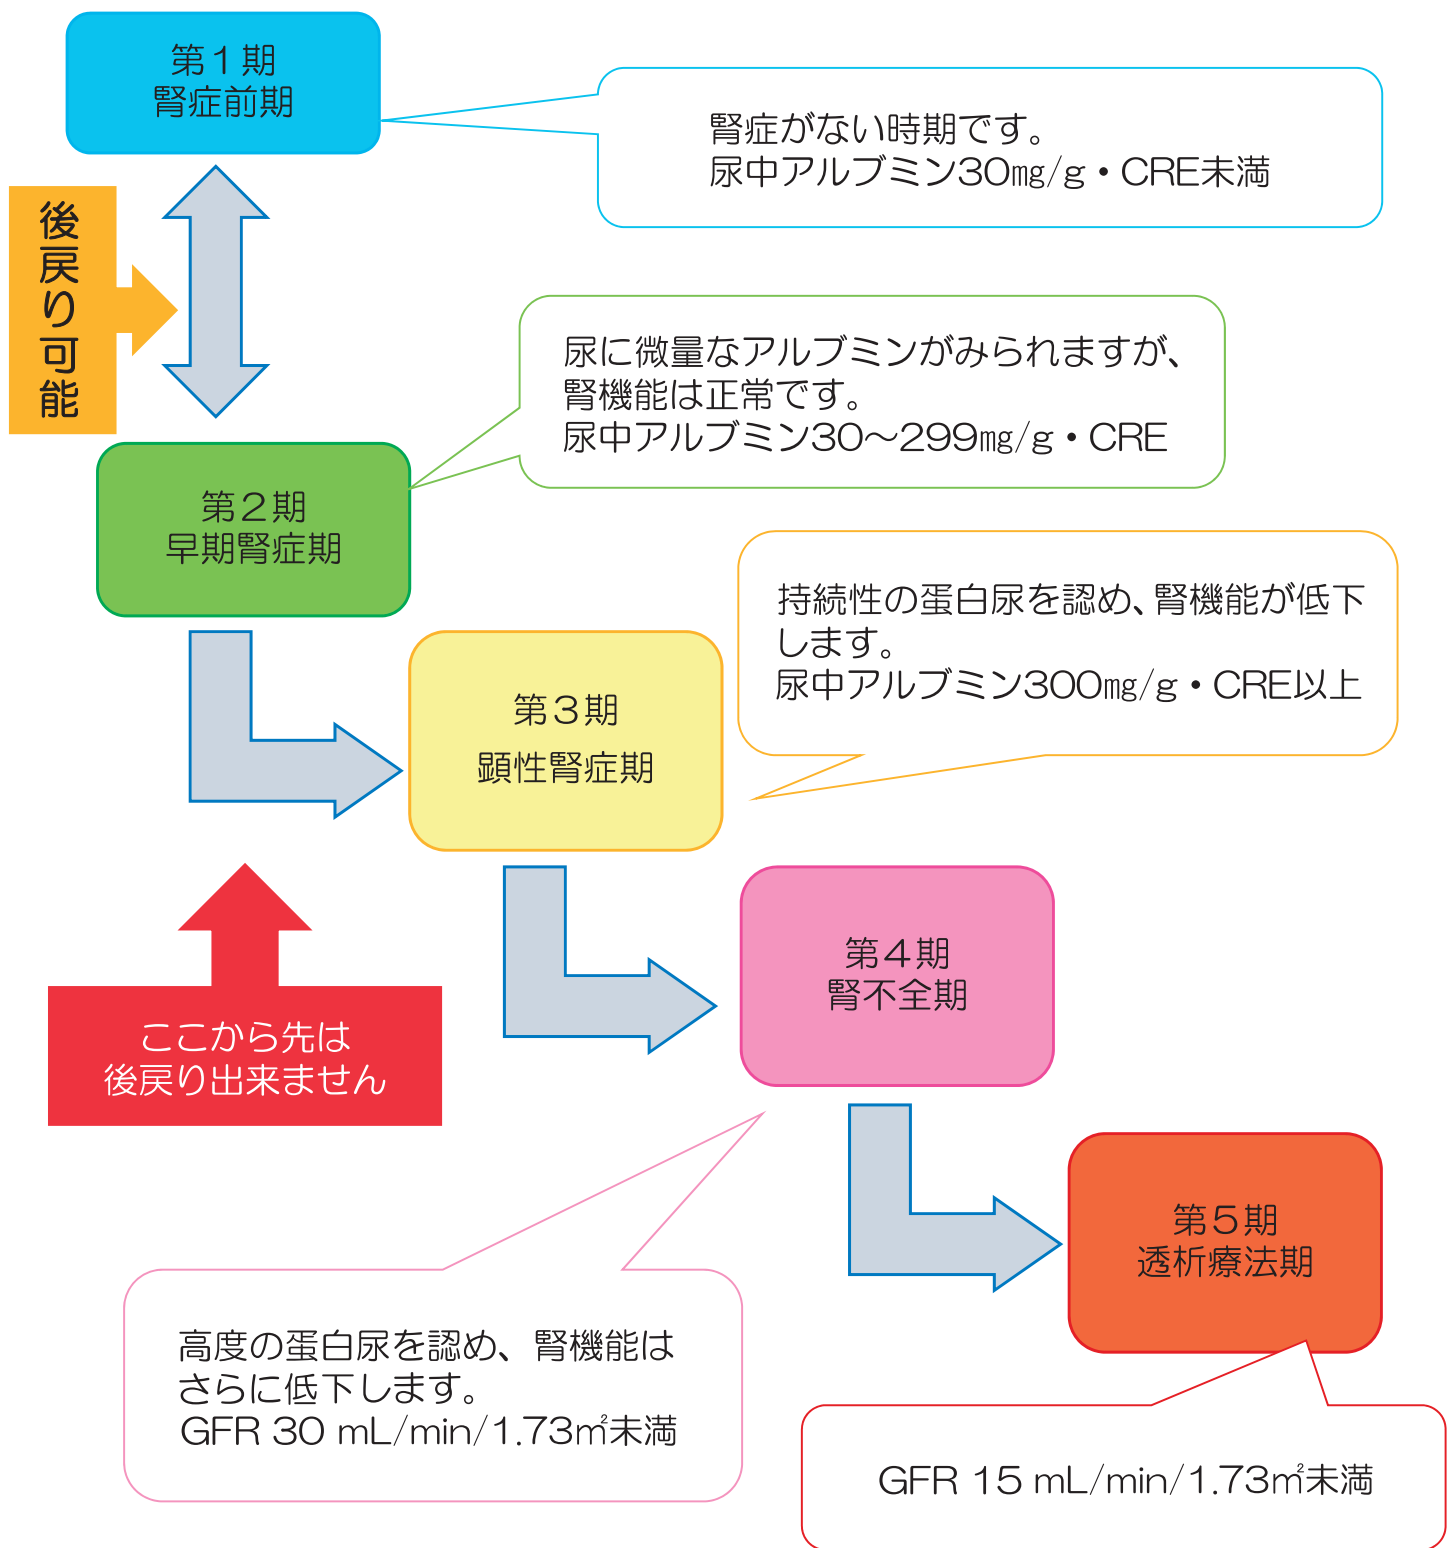 第１期
腎症前期
腎症がない時期です。
尿中アルブミン30㎎/g・CRE未満
後戻り可能
尿に微量なアルブミンがみられますが、
腎機能は正常です。
尿中アルブミン30～299㎎/g・CRE
第２期
早期腎症期
持続性の蛋白尿を認め、腎機能が低下
します。
尿中アルブミン300㎎/g・CRE以上
第３期
顕性腎症期
ここから先は
後戻り出来ません
第４期
腎不全期
第５期
透析療法期
高度の蛋白尿を認め、腎機能は
さらに低下します。
GFR 30 mL/min/1.73㎡未満
GFR 15 mL/min/1.73㎡未満